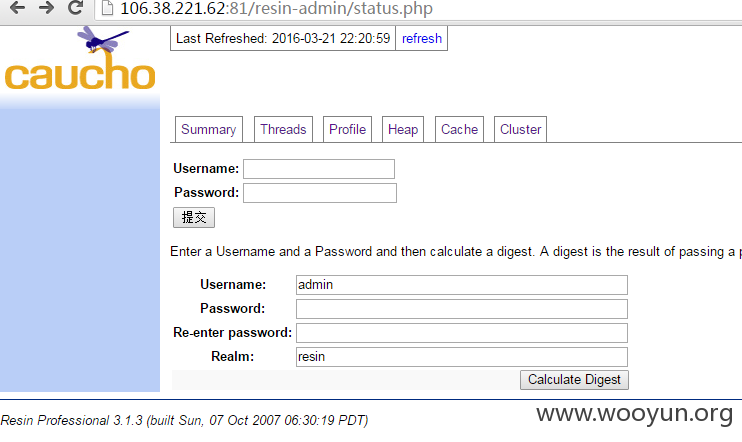 106.38.221.62:81/resin-admin/status.php
caucho
Last Refreshed: 2016-03-21 22:20:59 refresh
Summary Threads Profile Heap Cache Cluster
Username:
Password:
提交
Enter a Username and a Password and then calculate a digest. A digest is the result of passing a p
Username: admin
Password:
Re-enter password:
Realm: resin
Calculate Digest
Resin Professional 3.1.3 (built Sun, 07 Oct 2007 06:30:19 PDT)
www.wooyun.org